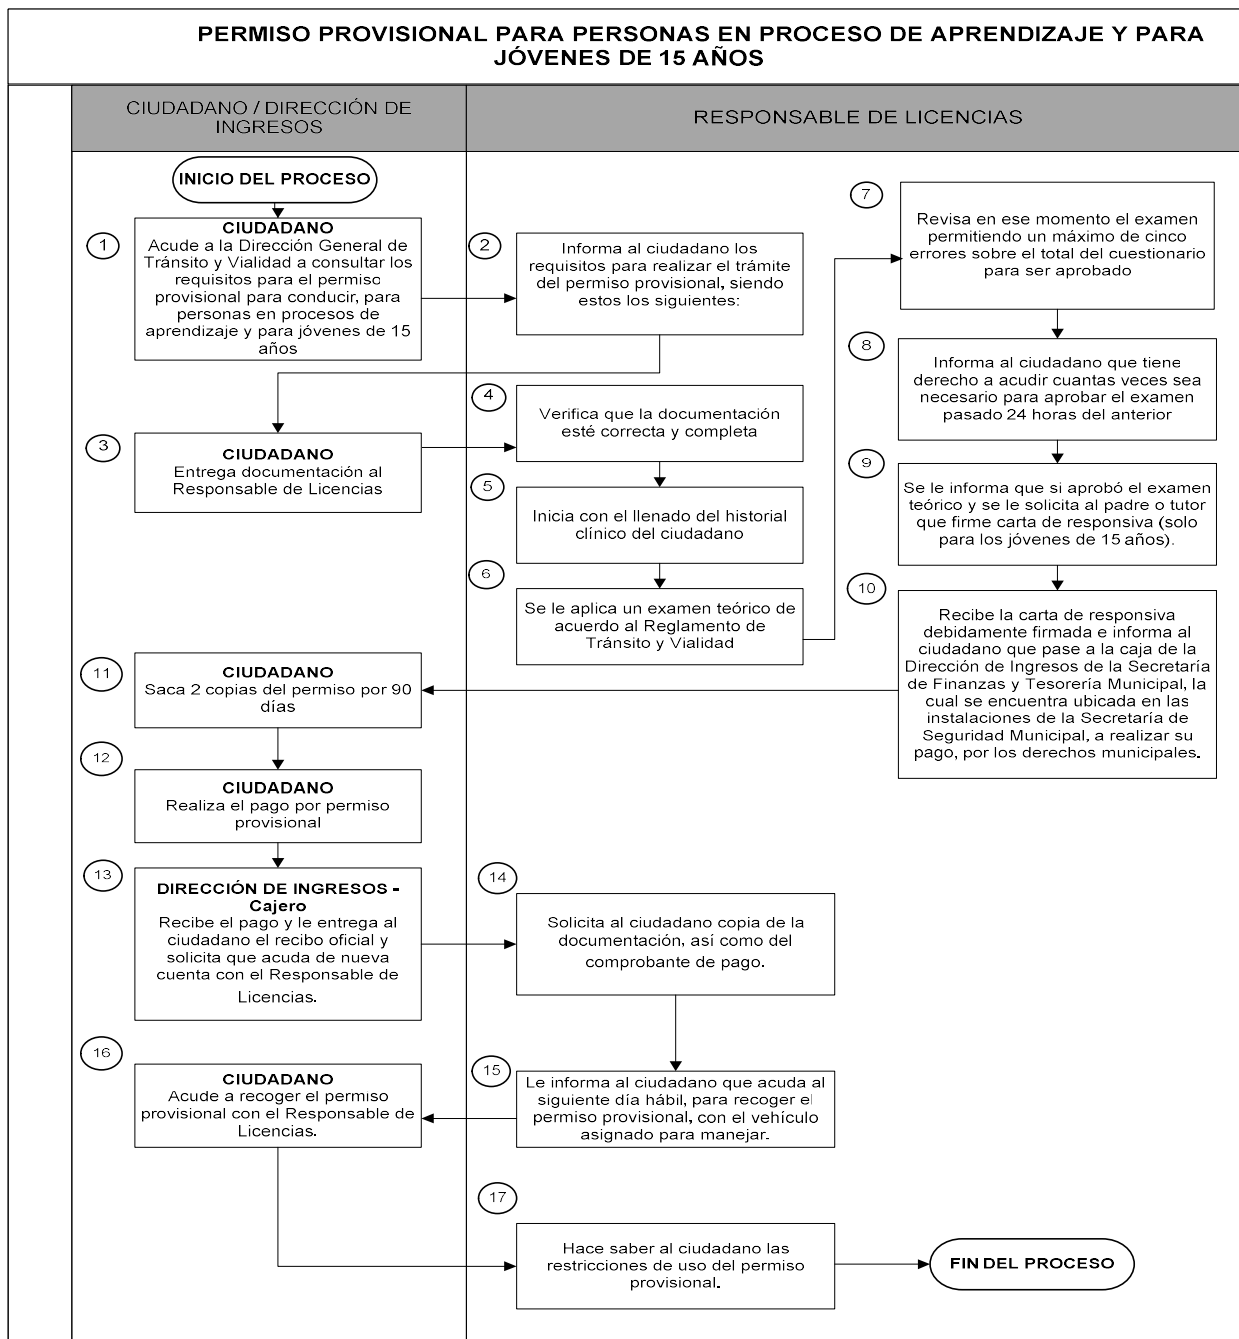 PERMISO PROVISIONAL PARA PERSONAS EN PROCESO DE APRENDIZAJE Y PARA
JÓVENES DE 15 AÑOS
CIUDADANO / DIRECCIÓN DE
INGRESOS
RESPONSABLE DE LICENCIAS
INICIO DEL PROCESO
1
CIUDADANO
Acude a la Dirección General de
Tránsito y Vialidad a consultar los
requisitos para el permiso
provisional para conducir, para
personas en procesos de
aprendizaje y para jóvenes de 15
años
2
Informa al ciudadano los
requisitos para realizar el trámite
del permiso provisional, siendo
estos los siguientes:
3
CIUDADANO
Entrega documentación al
Responsable de Licencias
4
Verifica que la documentación
esté correcta y completa
5
Inicia con el llenado del historial
clínico del ciudadano
6
Se le aplica un examen teórico de
acuerdo al Reglamento de
Tránsito y Vialidad
7
Revisa en ese momento el examen
permitiendo un máximo de cinco
errores sobre el total del cuestionario
para ser aprobado
8
Informa al ciudadano que tiene
derecho a acudir cuantas veces sea
necesario para aprobar el examen
pasado 24 horas del anterior
9
Se le informa que si aprobó el examen
teórico y se le solicita al padre o tutor
que firme carta de responsiva (solo
para los jóvenes de 15 años).
10
Recibe la carta de responsiva
debidamente firmada e informa al
ciudadano que pase a la caja de la
Dirección de Ingresos de la Secretaría
de Finanzas y Tesorería Municipal, la
cual se encuentra ubicada en las
instalaciones de la Secretaría de
Seguridad Municipal, a realizar su
pago, por los derechos municipales.
11
CIUDADANO
Saca 2 copias del permiso por 90
días
12
CIUDADANO
Realiza el pago por permiso
provisional
13
DIRECCIÓN DE INGRESOS -
Cajero
Recibe el pago y le entrega al
ciudadano el recibo oficial y
solicita que acuda de nueva
cuenta con el Responsable de
Licencias.
14
Solicita al ciudadano copia de la
documentación, así como del
comprobante de pago.
15
Le informa al ciudadano que acuda al
siguiente día hábil, para recoger el
permiso provisional, con el vehículo
asignado para manejar.
16
CIUDADANO
Acude a recoger el permiso
provisional con el Responsable de
Licencias.
17
Hace saber al ciudadano las
restricciones de uso del permiso
provisional.
FIN DEL PROCESO